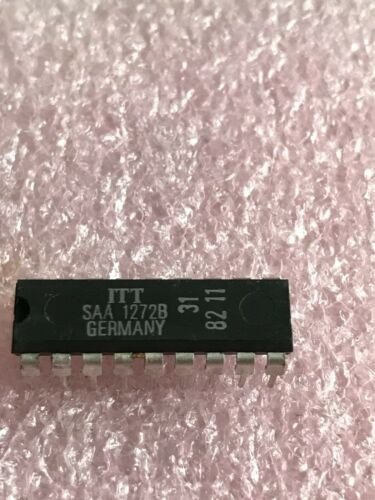 ITT
SAA 1272B
GERMANY
31
82 11